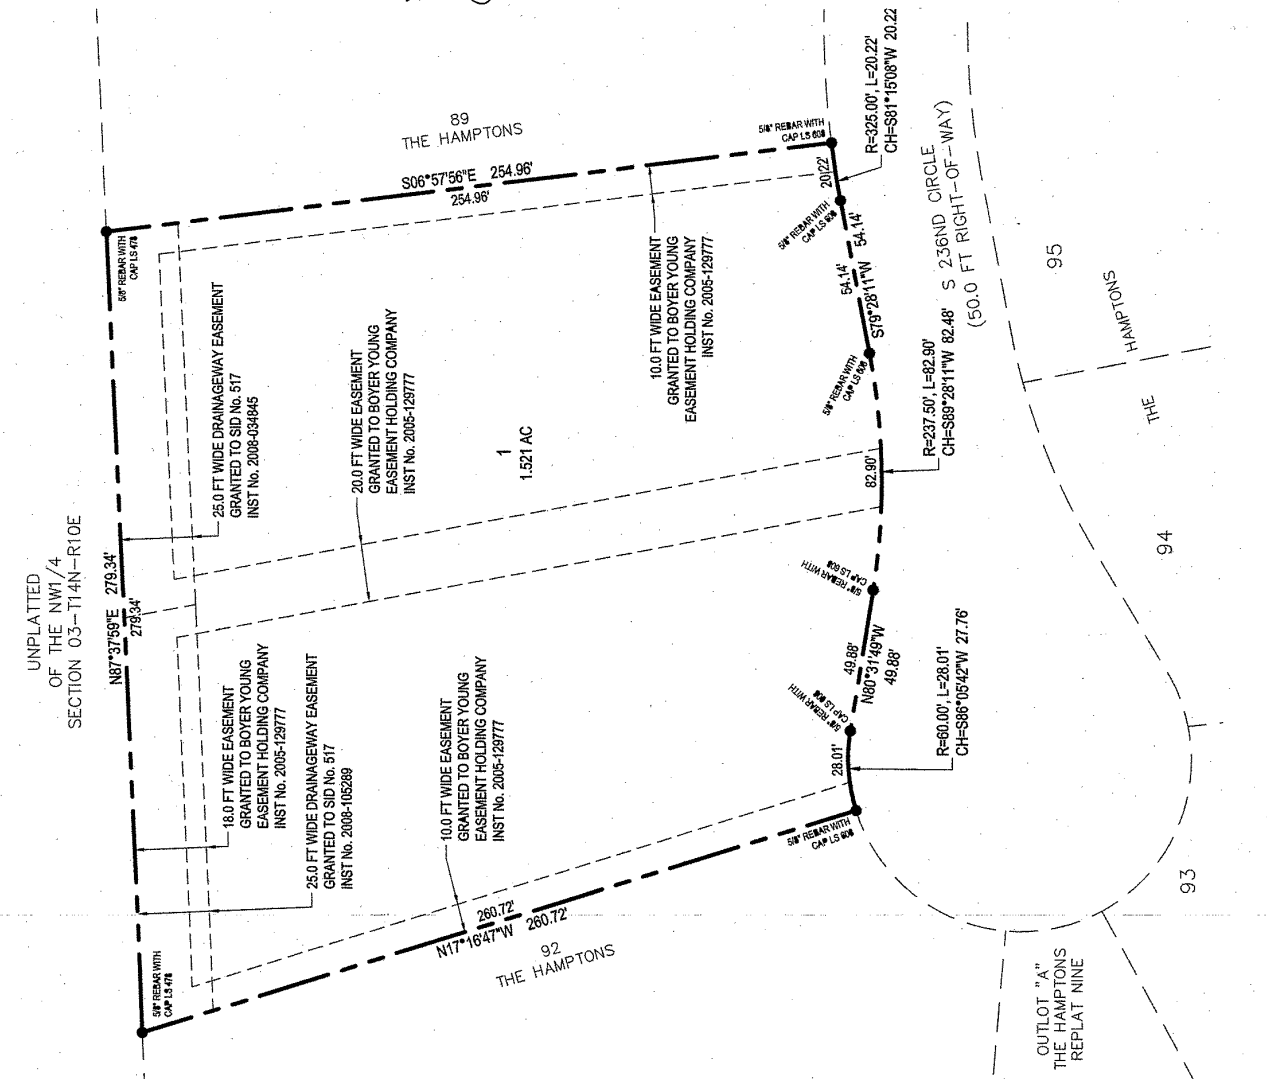 UNPLATTED
OF THE NW1/4
SECTION 03-T14N-R10E
N87°37'59"E 279.34'
279.34'
5/8" REBAR WITH
CAP LS 478
89
THE HAMPTONS
S06°57'56"E 254.96'
254.96'
5/8" REBAR WITH
CAP LS 608
20.22'
R=325.00', L=20.22'
CH=S81°15'08"W 20.22
5/8" REBAR WITH
CAP LS 608
54.14'
54.14'
S79°28'11"W
5/8" REBAR WITH
CAP LS 608
S 236ND CIRCLE
(50.0 FT RIGHT-OF-WAY)
82.90'
R=237.50', L=82.90'
CH=S89°28'11"W 82.48'
5/8" REBAR WITH
CAP LS 608
49.88'
N80°31'49"W
49.88'
5/8" REBAR WITH
CAP LS 608
28.01'
R=60.00', L=28.01'
CH=S86°05'42"W 27.76'
5/8" REBAR WITH
CAP LS 608
260.72'
N17°16'47"W 260.72'
92
THE HAMPTONS
5/8" REBAR WITH
CAP LS 478
25.0 FT WIDE DRAINAGEWAY EASEMENT
GRANTED TO SID No. 517
INST No. 2008-034845
20.0 FT WIDE EASEMENT
GRANTED TO BOYER YOUNG
EASEMENT HOLDING COMPANY
INST No. 2005-129777
10.0 FT WIDE EASEMENT
GRANTED TO BOYER YOUNG
EASEMENT HOLDING COMPANY
INST No. 2005-129777
1
1.521 AC
18.0 FT WIDE EASEMENT
GRANTED TO BOYER YOUNG
EASEMENT HOLDING COMPANY
INST No. 2005-129777
25.0 FT WIDE DRAINAGEWAY EASEMENT
GRANTED TO SID No. 517
INST No. 2008-105289
10.0 FT WIDE EASEMENT
GRANTED TO BOYER YOUNG
EASEMENT HOLDING COMPANY
INST No. 2005-129777
95
THE HAMPTONS
94
93
OUTLOT "A"
THE HAMPTONS
REPLAT NINE